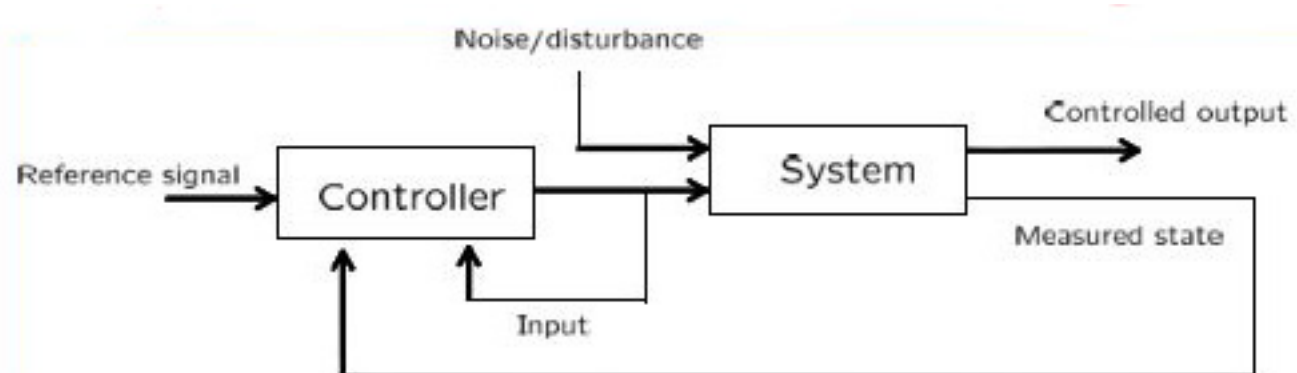 Noise/disturbance
Controlled output
Reference signal
Controller
System
Measured state
Input